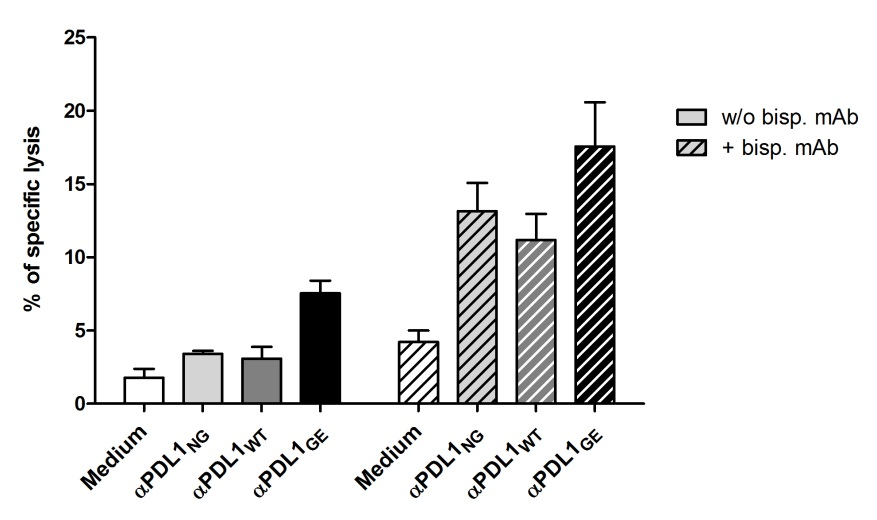 25
20
15
10
5
0
% of specific lysis
w/o bisp. mAb
+ bisp. mAb
Medium
αPDL1NG
αPDL1WT
αPDL1GE
Medium
αPDL1NG
αPDL1WT
αPDL1GE